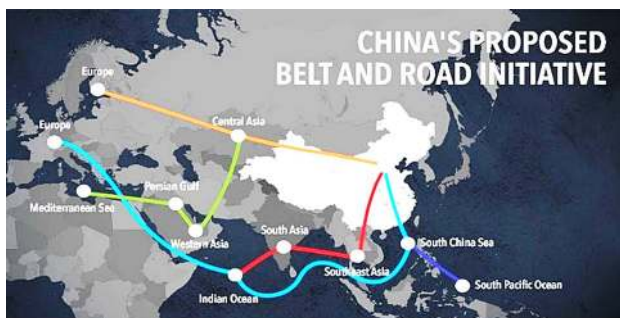 CHINA'S PROPOSED
BELT AND ROAD INITIATIVE
Europe
Europe
Central Asia
Mediterranean Sea
Persian Gulf
Western Asia
South Asia
Southeast Asia
South China Sea
Indian Ocean
South Pacific Ocean